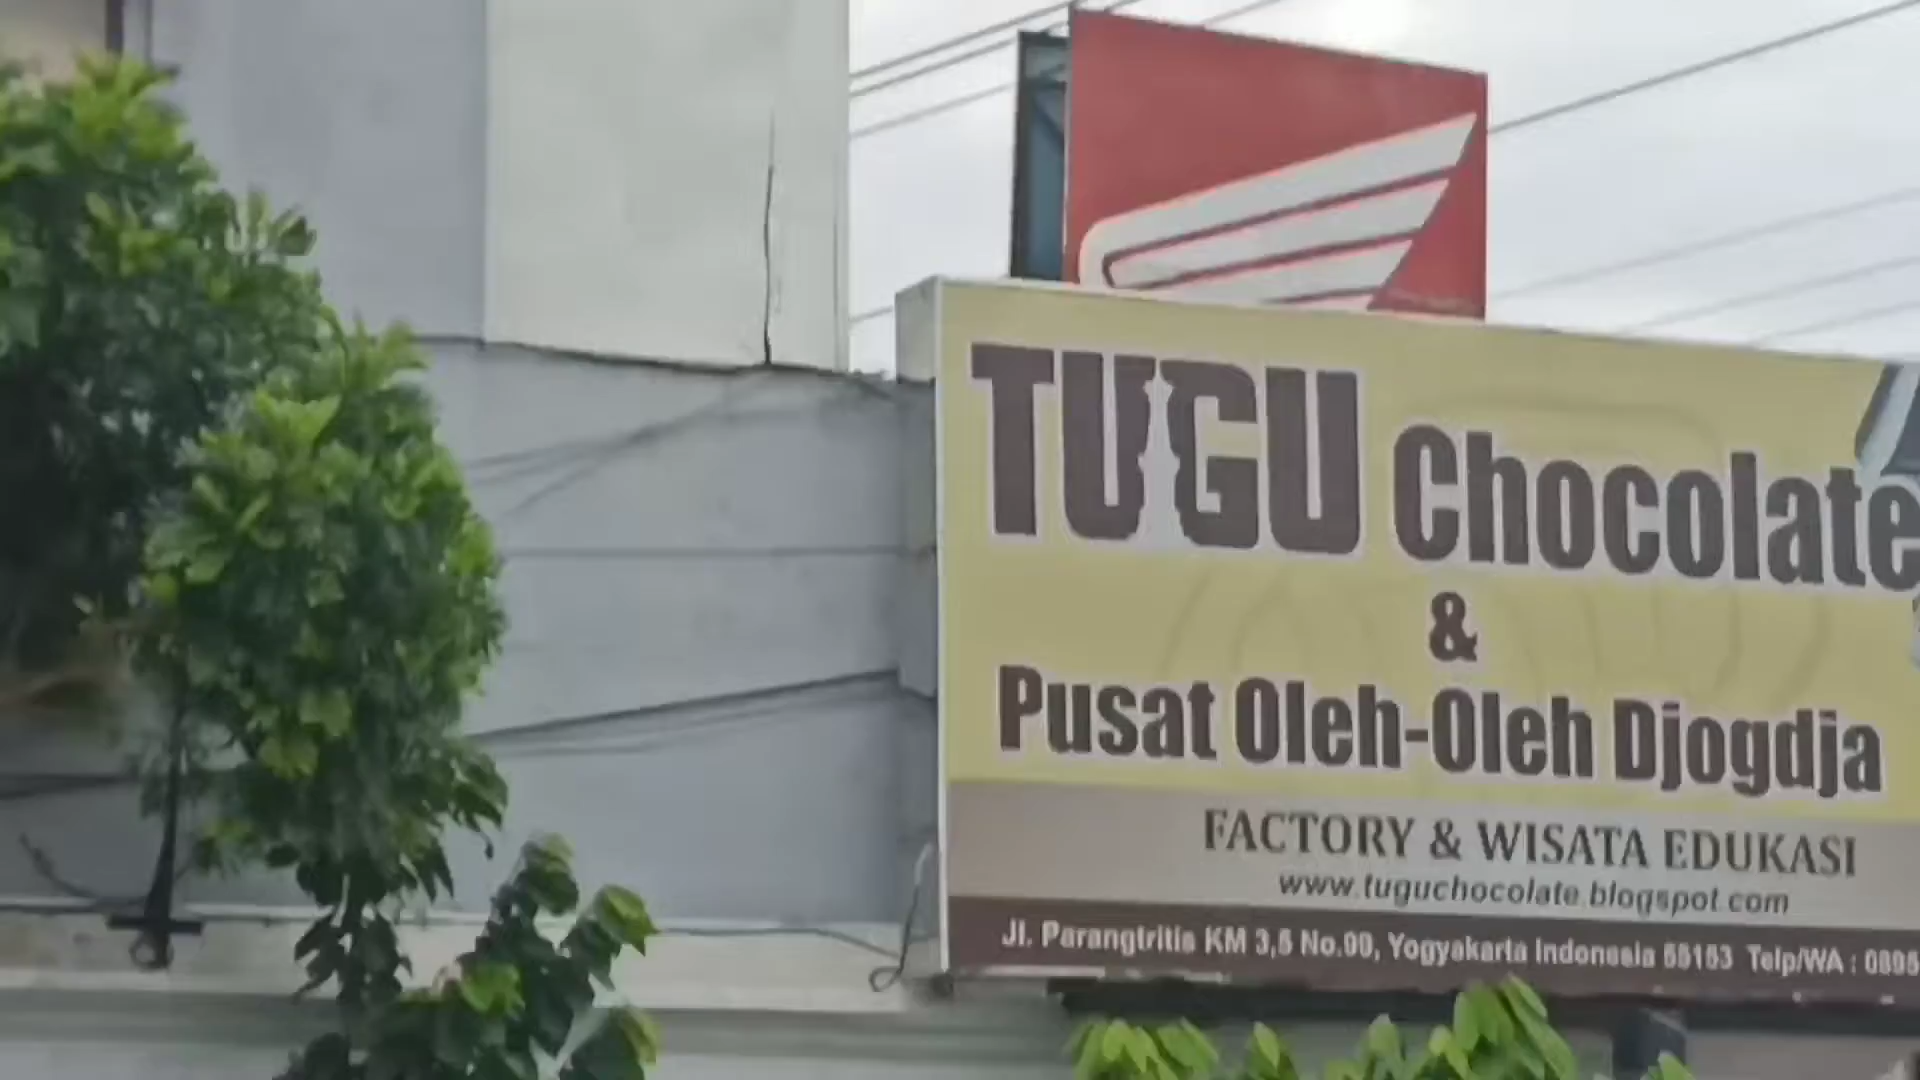 TUGU Chocolate
&
Pusat Oleh-Oleh Djogdja
FACTORY & WISATA EDUKASI
www.tuguchocolate.blogspot.com
Jl. Parangtritis KM 3,5 No.90, Yogyakarta Indonesia 55153 Telp/WA : 0895